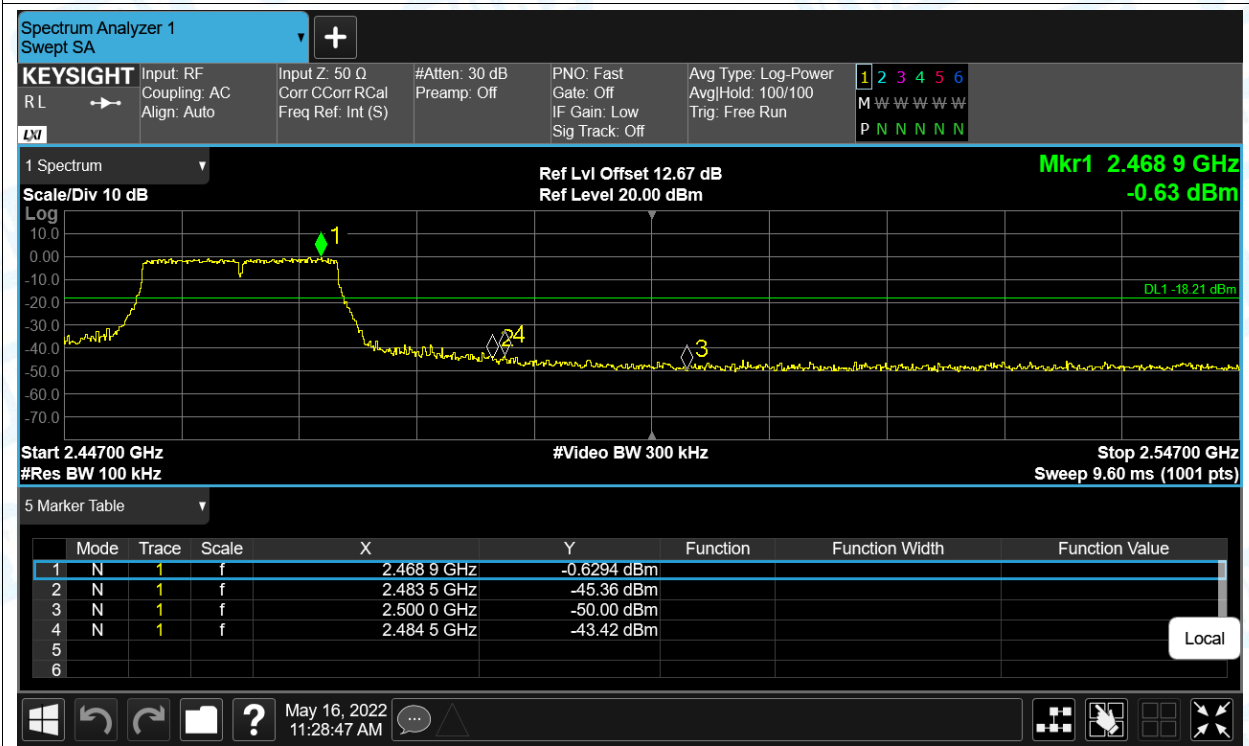 Spectrum Analyzer 1
Swept SA
+
KEYSIGHT Input: RF Input Z: 50 Ω #Atten: 30 dB PNO: Fast Avg Type: Log-Power 1 2 3 4 5 6
RL Coupling: AC Corr CCorr RCal Preamp: Off Gate: Off Avg|Hold: 100/100 M W W W W W W
Align: Auto Freq Ref: Int (S) IF Gain: Low Trig: Free Run
LXI Sig Track: Off P N N N N N N
1 Spectrum Ref Lvl Offset 12.67 dB Mkr1 2.468 9 GHz
Scale/Div 10 dB Ref Level 20.00 dBm -0.63 dBm
Log
10.0
1
0.00
-10.0
DL1 -18.21 dBm
-20.0
-30.0
2 4
-40.0
3
-50.0
-60.0
-70.0
Start 2.44700 GHz #Video BW 300 kHz Stop 2.54700 GHz
#Res BW 100 kHz Sweep 9.60 ms (1001 pts)
5 Marker Table
Mode Trace Scale X Y Function Function Width Function Value
1 N 1 f 2.468 9 GHz -0.6294 dBm
2 N 1 f 2.483 5 GHz -45.36 dBm
3 N 1 f 2.500 0 GHz -50.00 dBm
4 N 1 f 2.484 5 GHz -43.42 dBm
5
6
Local
? May 16, 2022
11:28:47 AM